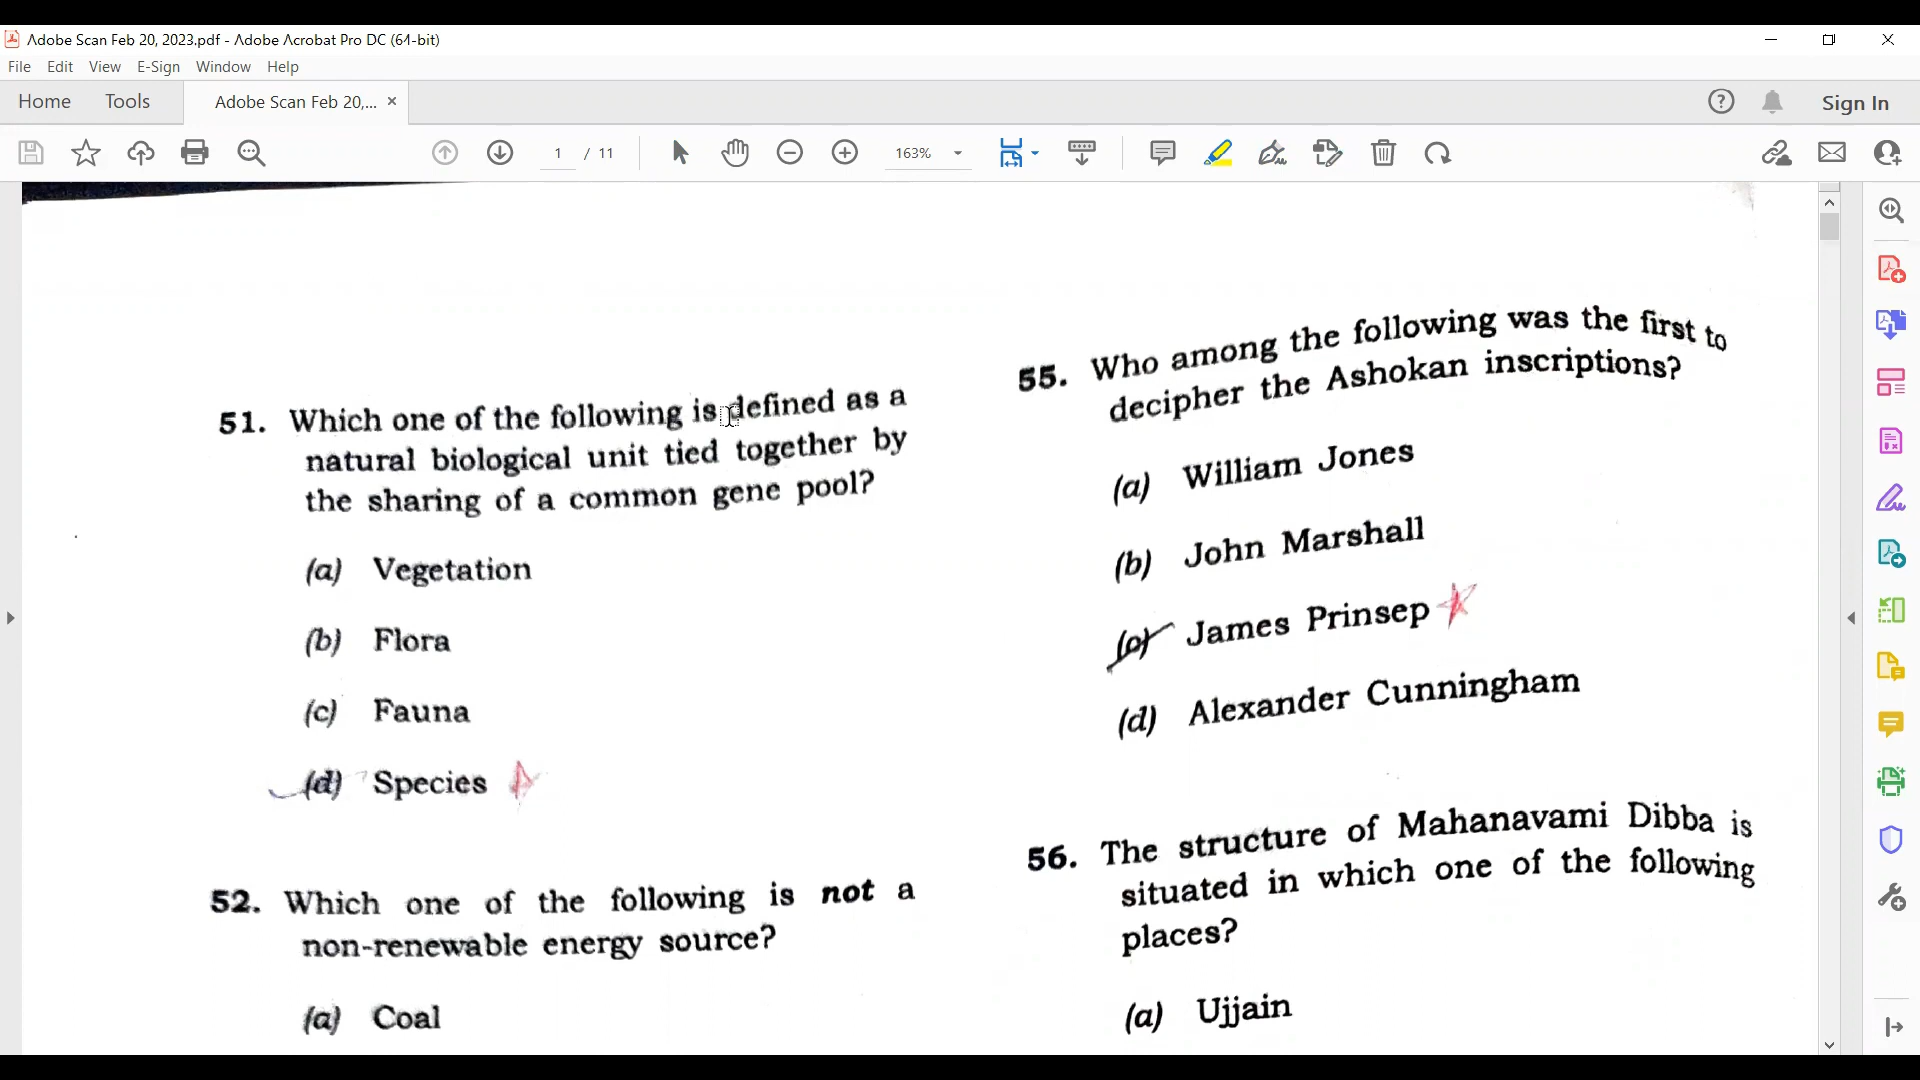 Adobe Scan Feb 20, 2023.pdf - Adobe Acrobat Pro DC (64-bit)
File Edit View E-Sign Window Help
Home Tools Adobe Scan Feb 20,... × Sign In
1 / 11 163%
51. Which one of the following is defined as a
natural biological unit tied together by
the sharing of a common gene pool?
(a) Vegetation
(b) Flora
(c) Fauna
(d) Species
52. Which one of the following is not a
non-renewable energy source?
(a) Coal
55. Who among the following was the first to
decipher the Ashokan inscriptions?
(a) William Jones
(b) John Marshall
(c) James Prinsep
(d) Alexander Cunningham
56. The structure of Mahanavami Dibba is
situated in which one of the following
places?
(a) Ujjain